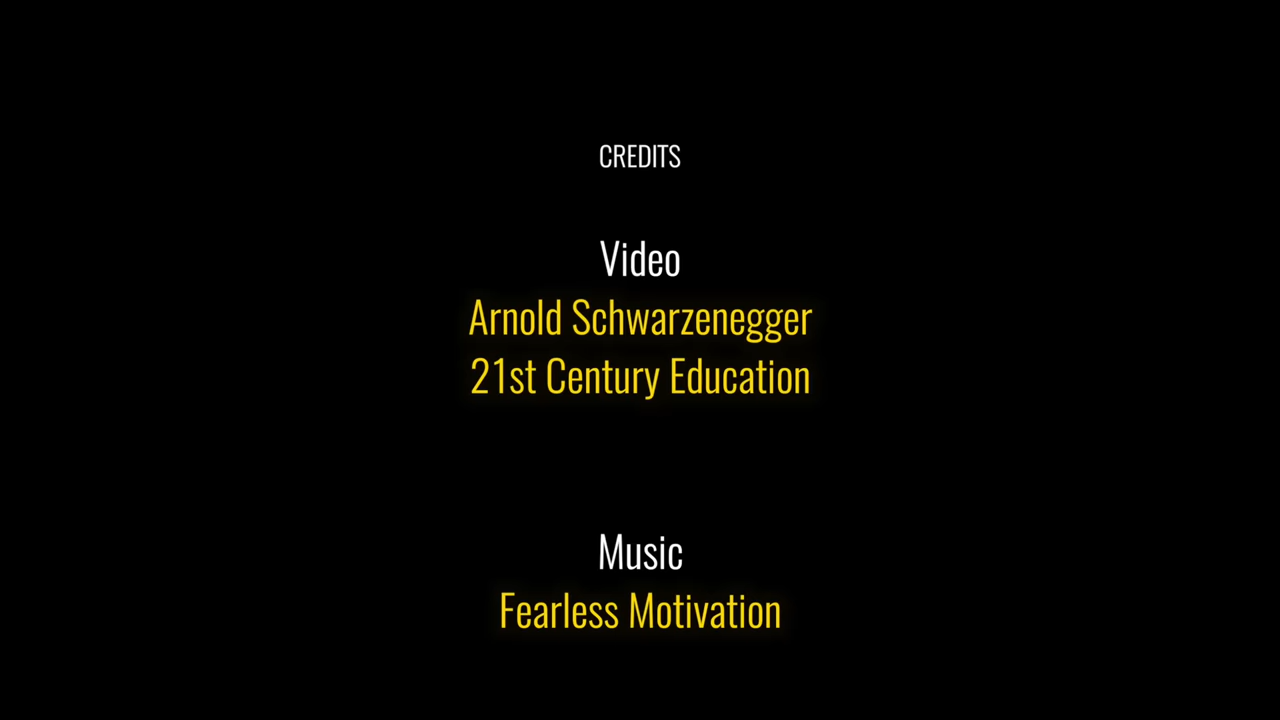 CREDITS
Video
Arnold Schwarzenegger
21st Century Education
Music
Fearless Motivation